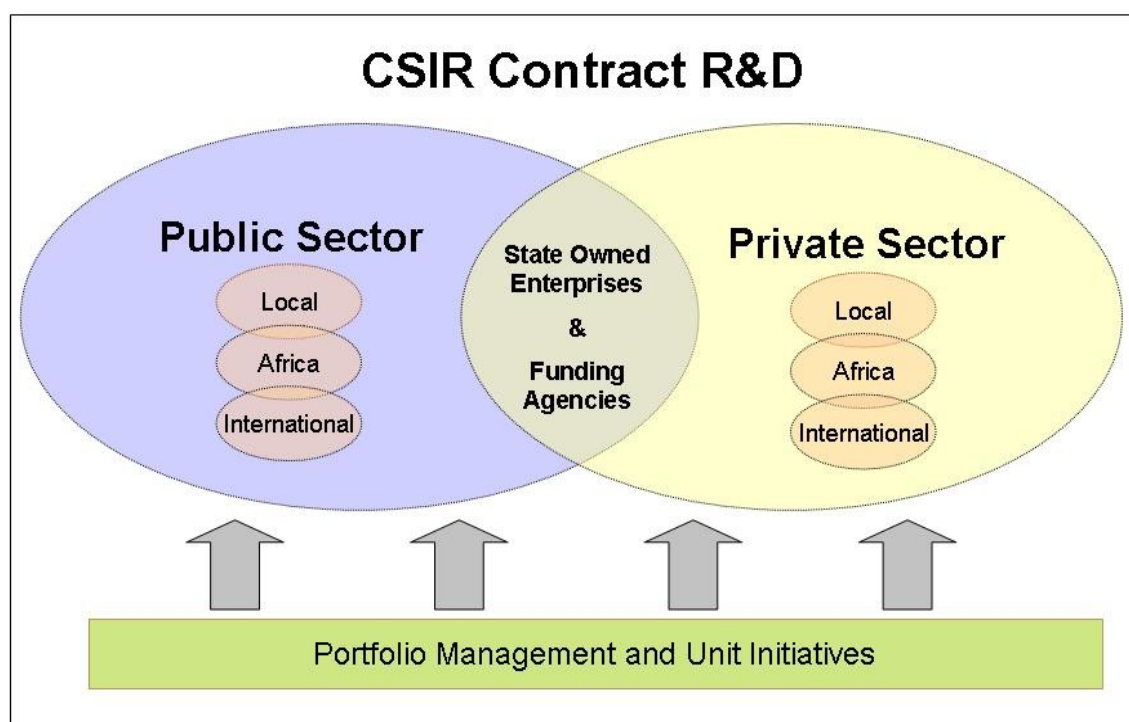 CSIR Contract R&D
Public Sector
Local
Africa
International
State Owned
Enterprises
&
Funding
Agencies
Private Sector
Local
Africa
International
Portfolio Management and Unit Initiatives